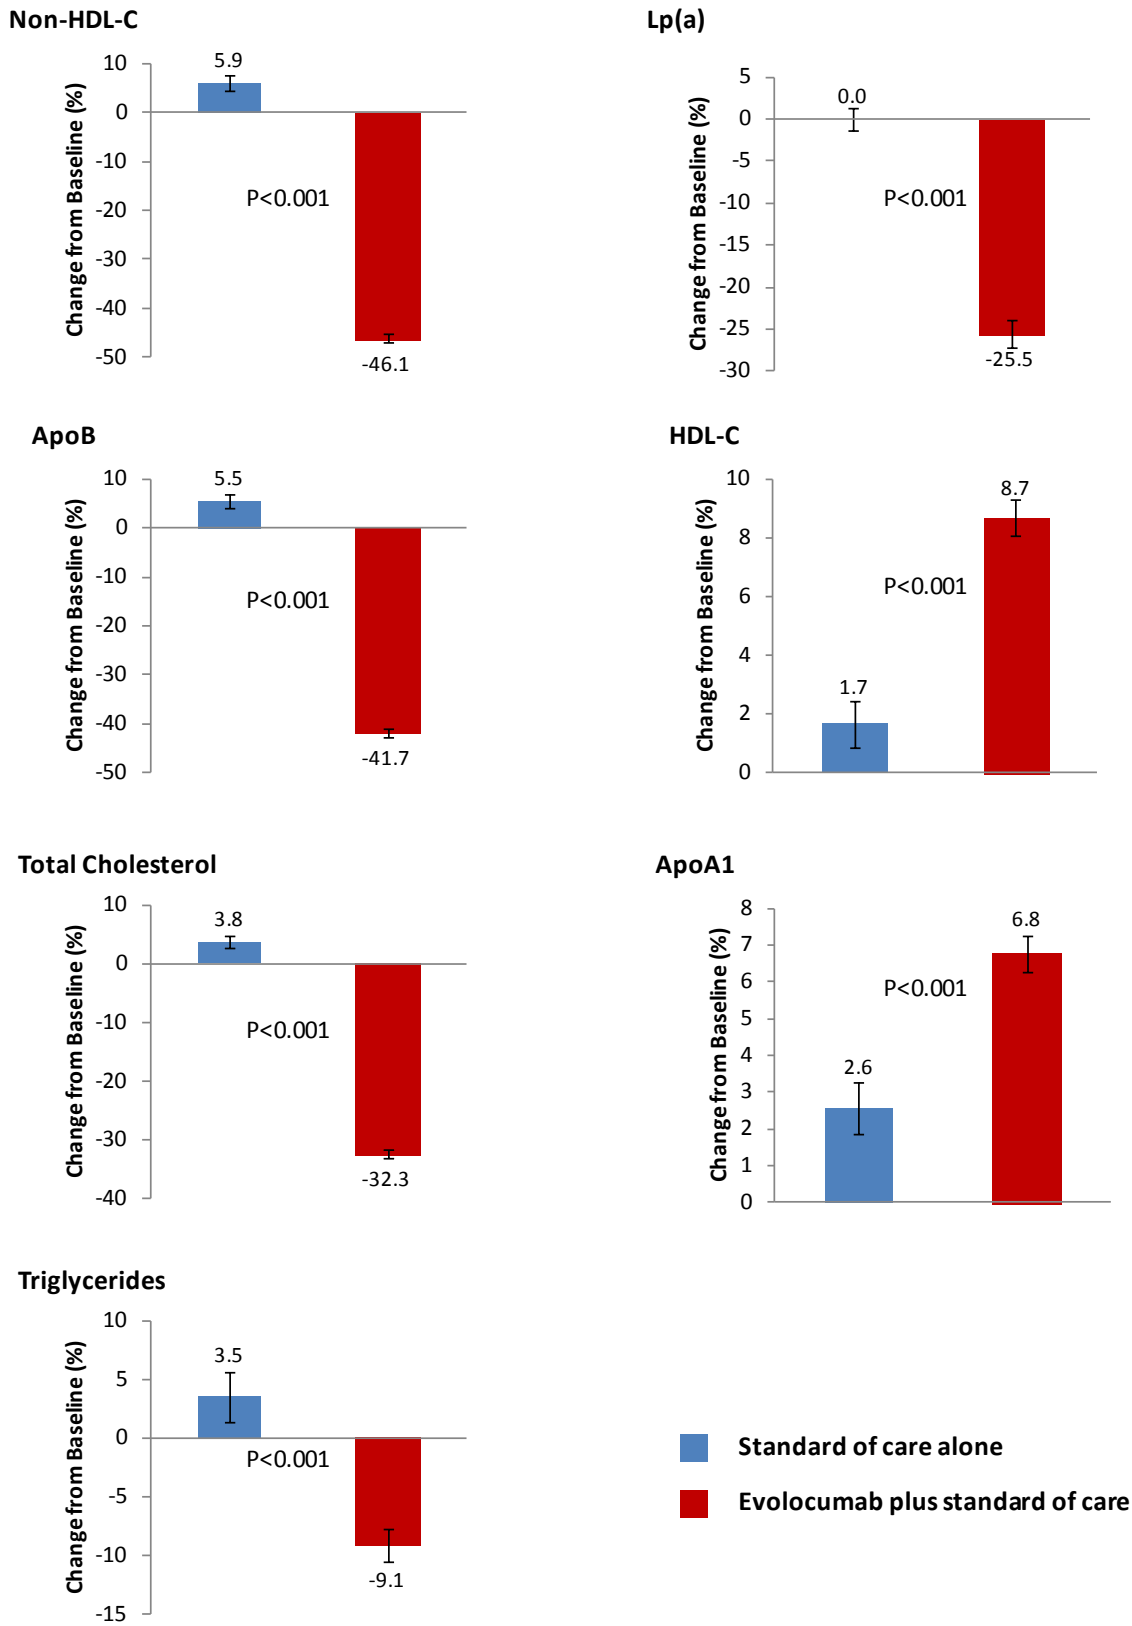 Non-HDL-C
Change from Baseline (%)
10
0
-10
-20
-30
-40
-50
5.9
P<0.001
-46.1
Lp(a)
Change from Baseline (%)
5
0
-5
-10
-15
-20
-25
-30
0.0
P<0.001
-25.5
ApoB
Change from Baseline (%)
10
0
-10
-20
-30
-40
-50
5.5
P<0.001
-41.7
HDL-C
Change from Baseline (%)
10
8
6
4
2
0
1.7
P<0.001
8.7
Total Cholesterol
Change from Baseline (%)
10
0
-10
-20
-30
-40
3.8
P<0.001
-32.3
ApoA1
Change from Baseline (%)
8
7
6
5
4
3
2
1
0
2.6
P<0.001
6.8
Triglycerides
Change from Baseline (%)
10
5
0
-5
-10
-15
3.5
P<0.001
-9.1
Standard of care alone
Evolocumab plus standard of care